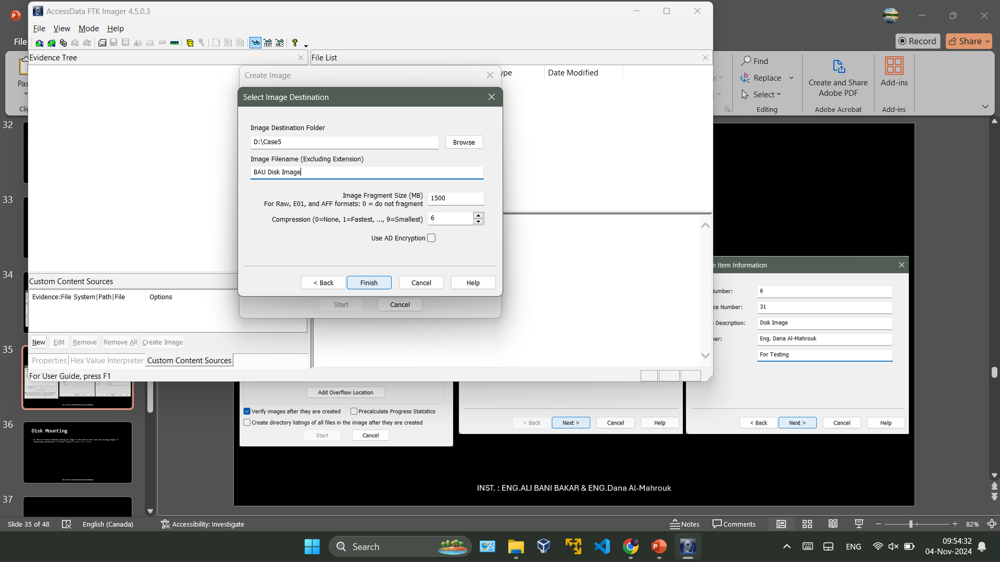 AccessData FTK Imager 4.5.0.3
File View Mode Help
File
Record
Share
Evidence Tree
File List
Create Image
Date Modified
Find
Replace
Select
Editing
Create and Share
Adobe PDF
Adobe Acrobat
Add-ins
Add-ins
Select Image Destination
Image Destination Folder
D:\Case5
Browse
Image Filename (Excluding Extension)
BAU Disk Image
Image Fragment Size (MB)
For Raw, E01, and AFF formats: 0 = do not fragment
1500
Compression (0=None, 1=Fastest, ..., 9=Smallest)
6
Use AD Encryption
< Back
Finish
Cancel
Help
Start
Cancel
Custom Content Sources
Evidence:File System|Path|File
Options
New Edit Remove Remove All Create Image
Properties Hex Value Interpreter Custom Content Sources
For User Guide, press F1
32
33
34
35
36
37
Disk Mounting
Item Information
6
31
Description:
Disk Image
Eng. Dana Al-Mahrouk
For Testing
Add Overflow Location
Verify images after they are created
Precalculate Progress Statistics
Create directory listings of all files in the image after they are created
Start
Cancel
< Back
Next >
Cancel
Help
< Back
Next >
Cancel
Help
INST. : ENG.ALI BANI BAKAR & ENG.Dana Al-Mahrouk
Slide 35 of 48
English (Canada)
Accessibility: Investigate
Notes
Comments
82%
Search
ENG
09:54:32
04-Nov-2024